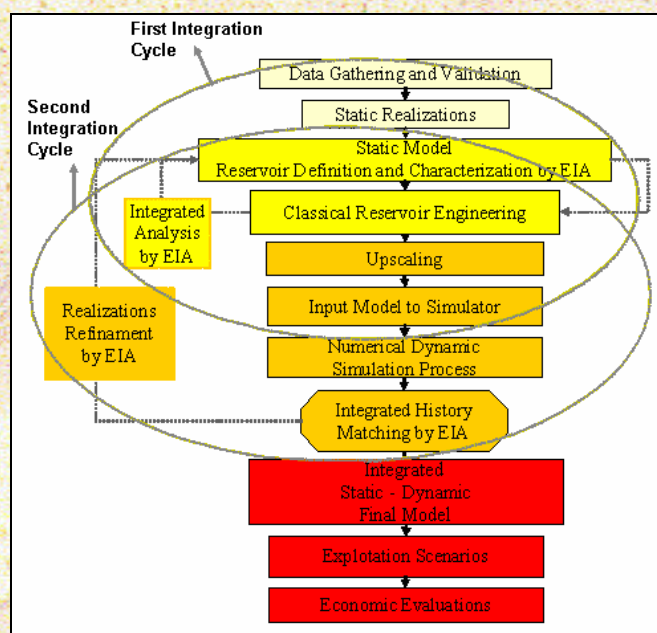 First Integration
Cycle
Data Gathering and Validation
Second
Integration
Cycle
Static Realizations
Static Model
Reservoir Definition and Characterization by EIA
Integrated
Analysis
by EIA
Classical Reservoir Engineering
Upscaling
Realizations
Refinament
by EIA
Input Model to Simulator
Numerical Dynamic
Simulation Process
Integrated History
Matching by EIA
Integrated
Static - Dynamic
Final Model
Explotation Scenarios
Economic Evaluations